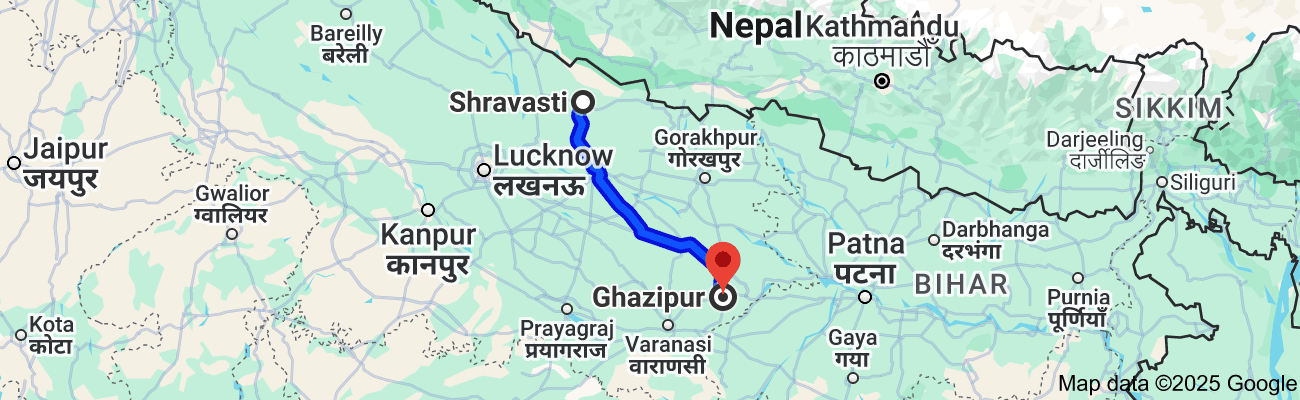 Bareilly
बरेली
Nepal
Kathmandu
काठमाडौँ
Shravasti
SIKKIM
Gorakhpur
गोरखपुर
Darjeeling
दार्जीलिङ
Jaipur
जयपुर
Lucknow
लखनऊ
Siliguri
Gwalior
ग्वालियर
Kanpur
कानपुर
Patna
पटना
Darbhanga
दरभंगा
BIHAR
Ghazipur
Purnia
पूर्णियाँ
Kota
कोटा
Prayagraj
प्रयागराज
Varanasi
वाराणसी
Gaya
गया
Map data ©2025 Google